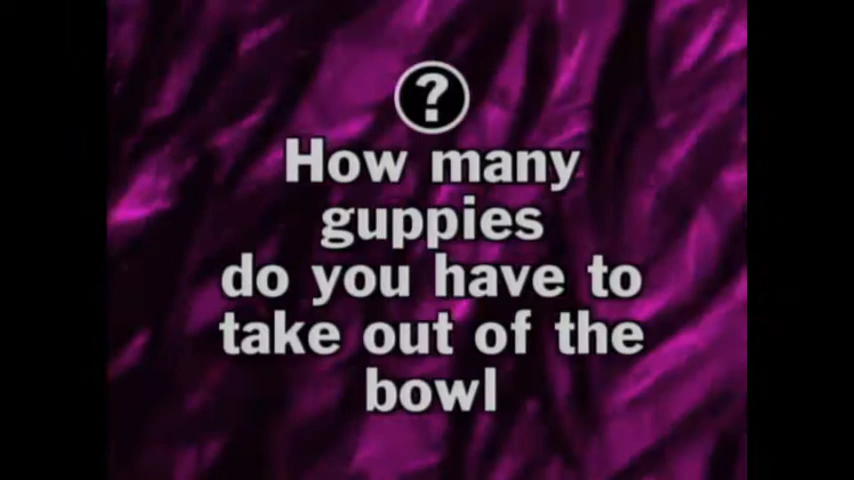 ?
How many
guppies
do you have to
take out of the
bowl